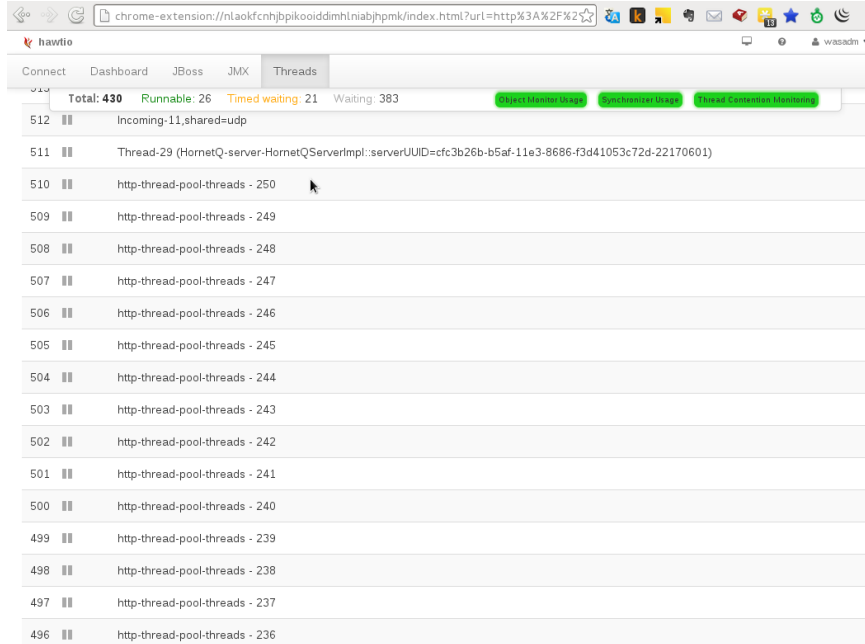 chrome-extension://nlaokfcnhjbpikooiddimhlniabjhpmk/index.html?url=http%3A%2F%2
13
hawtio
wasadm
Connect Dashboard JBoss JMX Threads
Total: 430 Runnable: 26 Timed waiting: 21 Waiting: 383 Object Monitor Usage Synchronizer Usage Thread Contention Monitoring
512 Incoming-11,shared=udp
511 Thread-29 (HornetQ-server-HornetQServerImpl::serverUUID=cfc3b26b-b5af-11e3-8686-f3d41053c72d-22170601)
510 http-thread-pool-threads - 250
509 http-thread-pool-threads - 249
508 http-thread-pool-threads - 248
507 http-thread-pool-threads - 247
506 http-thread-pool-threads - 246
505 http-thread-pool-threads - 245
504 http-thread-pool-threads - 244
503 http-thread-pool-threads - 243
502 http-thread-pool-threads - 242
501 http-thread-pool-threads - 241
500 http-thread-pool-threads - 240
499 http-thread-pool-threads - 239
498 http-thread-pool-threads - 238
497 http-thread-pool-threads - 237
496 http-thread-pool-threads - 236